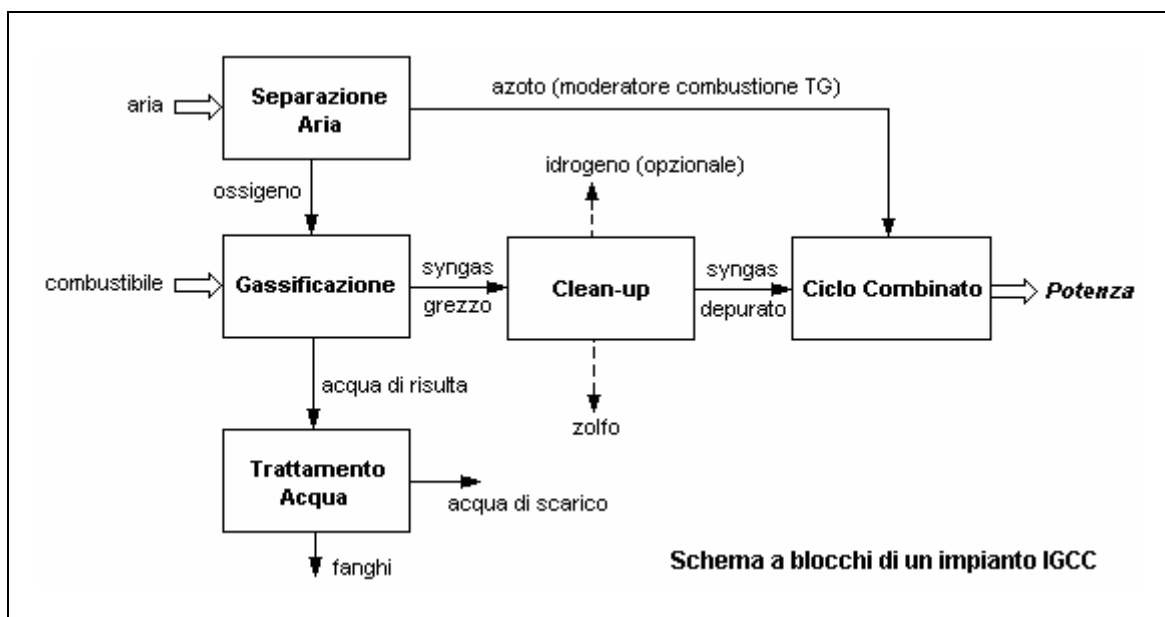 Separazione
Aria
aria
azoto (moderatore combustione TG)
idrogeno (opzionale)
ossigeno
combustibile
Gassificazione
syngas
grezzo
Clean-up
syngas
depurato
Ciclo Combinato
Potenza
acqua di risulta
zolfo
Trattamento
Acqua
acqua di scarico
fanghi
Schema a blocchi di un impianto IGCC